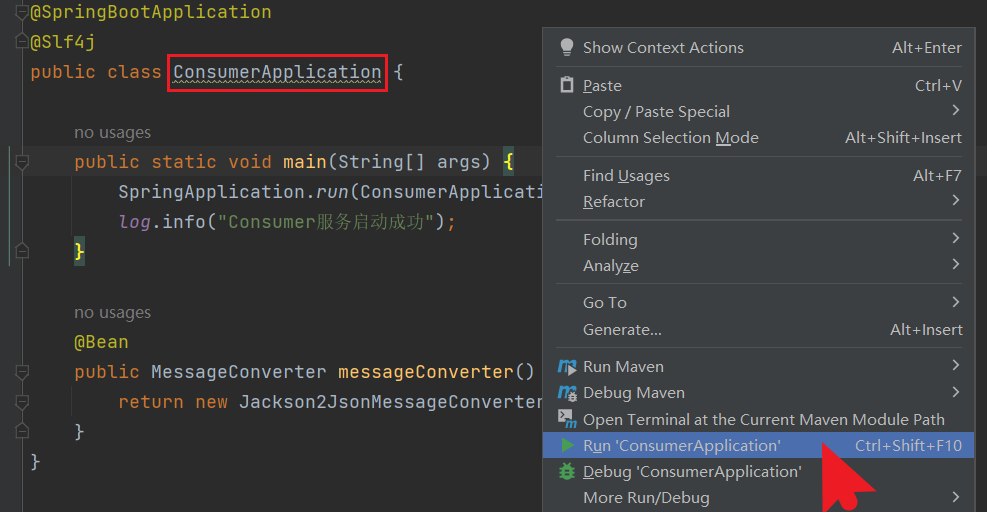 @SpringBootApplication
@Slf4j
public class ConsumerApplication {
no usages
public static void main(String[] args) {
SpringApplication.run(ConsumerApplicati
log.info("Consumer服务启动成功");
}
no usages
@Bean
public MessageConverter messageConverter()
return new Jackson2JsonMessageConverter
}
}
Show Context Actions Alt+Enter
Paste Ctrl+V
Copy / Paste Special
Column Selection Mode Alt+Shift+Insert
Find Usages Alt+F7
Refactor
Folding
Analyze
Go To
Generate... Alt+Insert
Run Maven
Debug Maven
Open Terminal at the Current Maven Module Path
Run 'ConsumerApplication' Ctrl+Shift+F10
Debug 'ConsumerApplication'
More Run/Debug